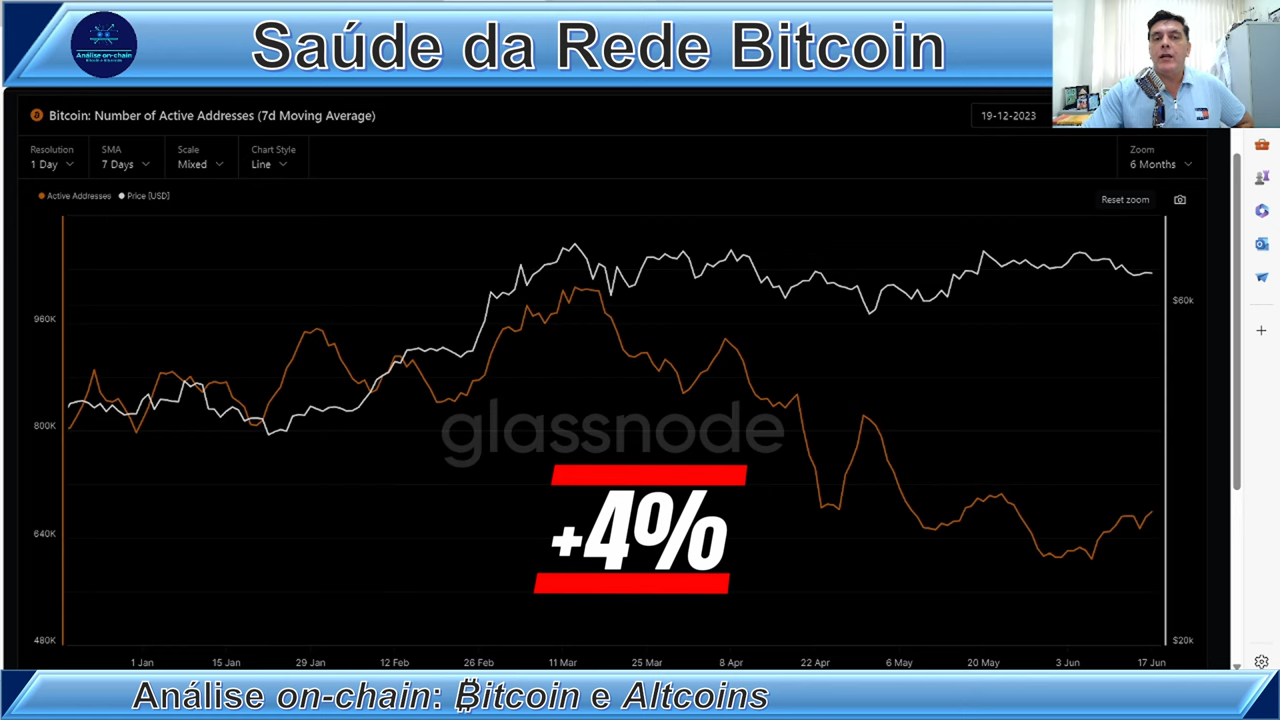 Saúde da Rede Bitcoin
Análise on-chain
Bitcoin: Number of Active Addresses (7d Moving Average)
19-12-2023
Resolution
1 Day
SMA
7 Days
Scale
Mixed
Chart Style
Line
Zoom
6 Months
Active Addresses
Price [USD]
Reset zoom
960K
800K
640K
480K
$60k
$20k
glassnode
+4%
1 Jan
15 Jan
29 Jan
12 Feb
26 Feb
11 Mar
25 Mar
8 Apr
22 Apr
6 May
20 May
3 Jun
17 Jun
Análise on-chain: ₿itcoin e Altcoins